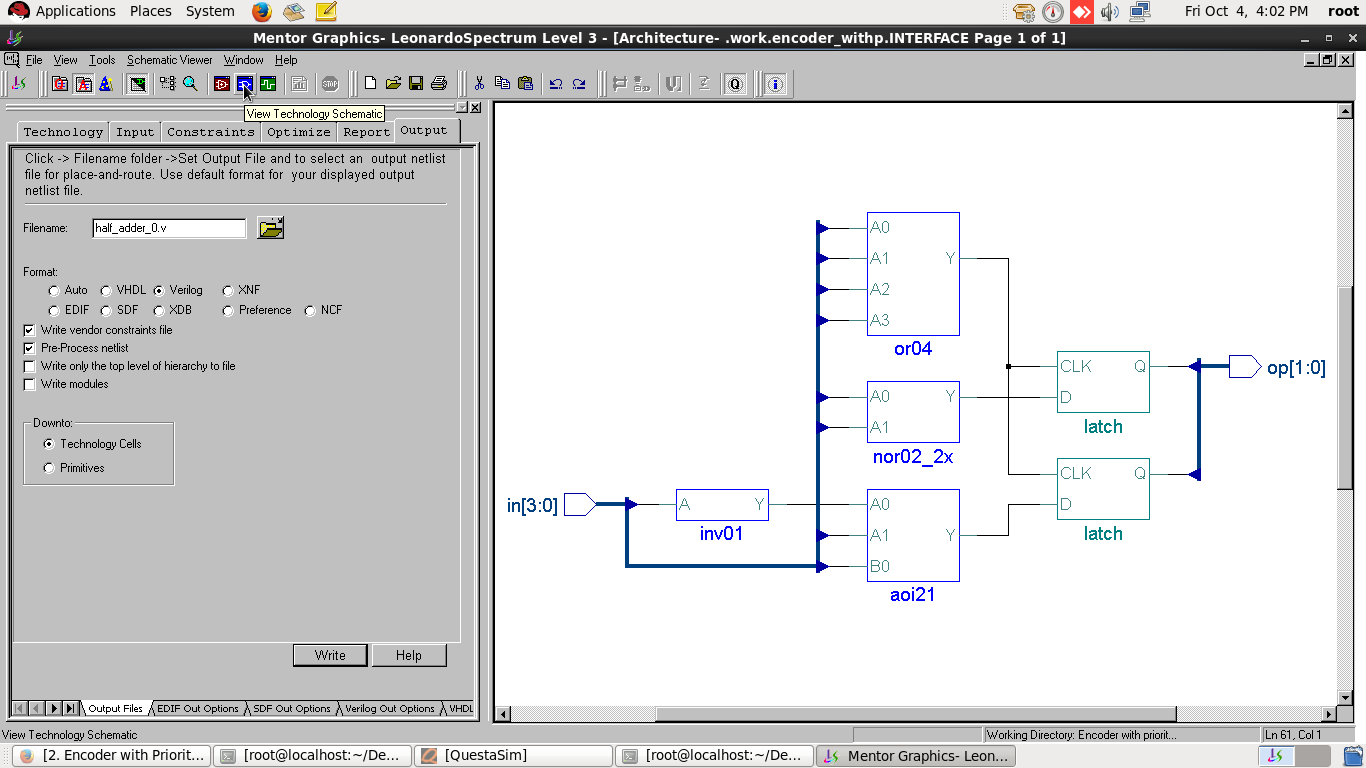 Applications Places System Fri Oct 4, 4:02 PM root
Mentor Graphics- LeonardoSpectrum Level 3 - [Architecture- .work.encoder_withp.INTERFACE Page 1 of 1]
File View Tools Schematic Viewer Window Help
STOP Q
View Technology Schematic
Technology Input Constraints Optimize Report Output
Click -> Filename folder ->Set Output File and to select an output netlist
file for place-and-route. Use default format for your displayed output
netlist file.
Filename: half_adder_0.v
Format:
Auto VHDL Verilog XNF
EDIF SDF XDB Preference NCF
Write vendor constraints file
Pre-Process netlist
Write only the top level of hierarchy to file
Write modules
Downto:
Technology Cells
Primitives
Write Help
Output Files EDIF Out Options SDF Out Options Verilog Out Options VHDL
A0
A1 Y
A2
A3
or04
A0 Y
A1
nor02_2x
in[3:0]
A Y
inv01
A0
A1 Y
B0
aoi21
CLK Q
D
latch
CLK Q
D
latch
op[1:0]
View Technology Schematic Working Directory: Encoder with priorit... Ln 61, Col 1
[2. Encoder with Priorit... [root@localhost:~/De... [QuestaSim] [root@localhost:~/De... Mentor Graphics- Leon...